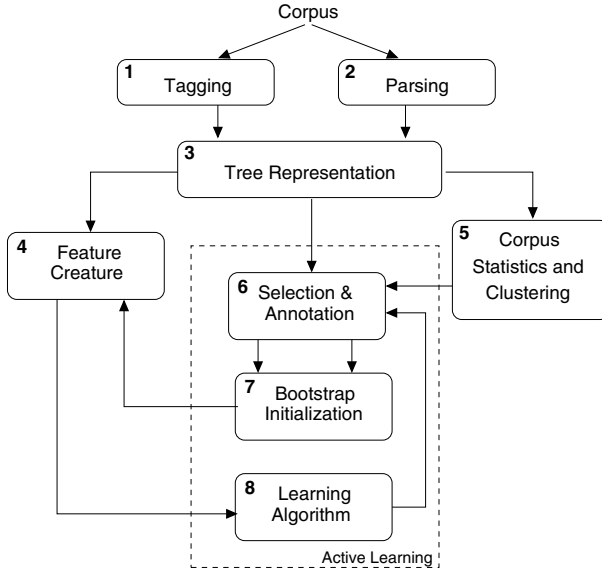 Corpus
1
Tagging
2
Parsing
3
Tree Representation
4
Feature
Creature
5
Corpus
Statistics and
Clustering
6
Selection &
Annotation
7
Bootstrap
Initialization
8
Learning
Algorithm
Active Learning